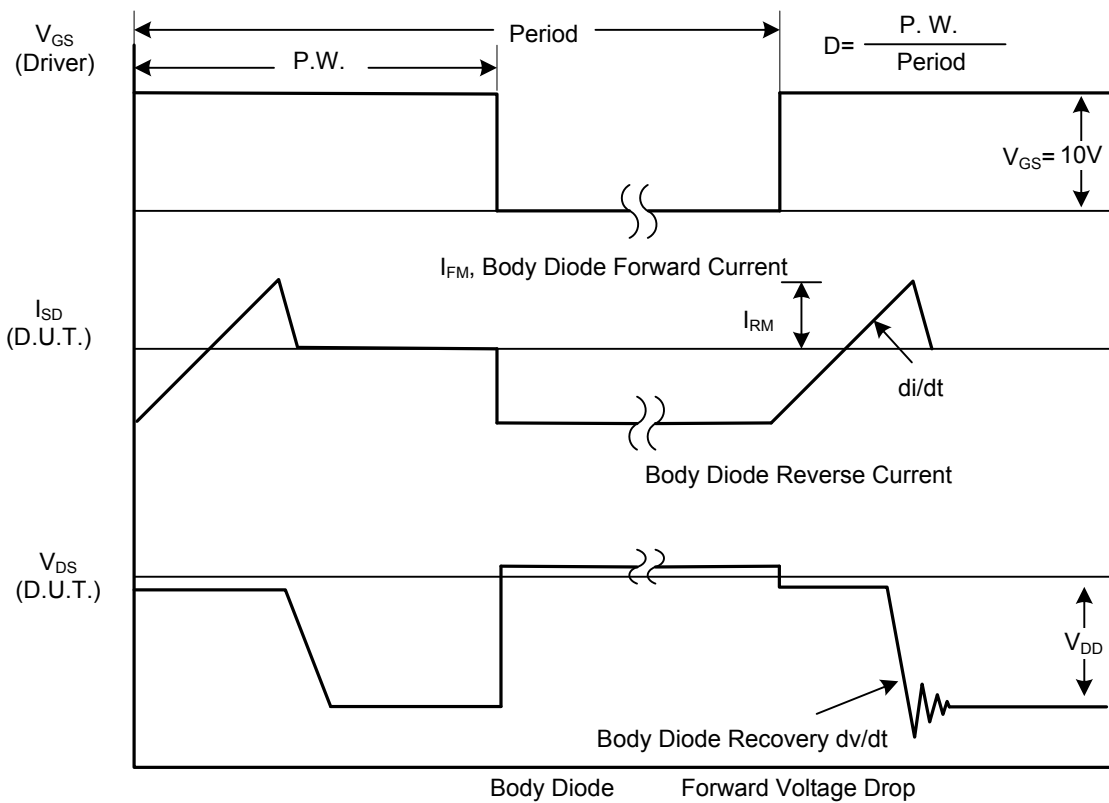 V_GS
(Driver)
Period
P.W.
D= P. W.
Period
V_GS= 10V
I_FM, Body Diode Forward Current
I_SD
(D.U.T.)
I_RM
di/dt
Body Diode Reverse Current
V_DS
(D.U.T.)
V_DD
Body Diode Recovery dv/dt
Body Diode Forward Voltage Drop